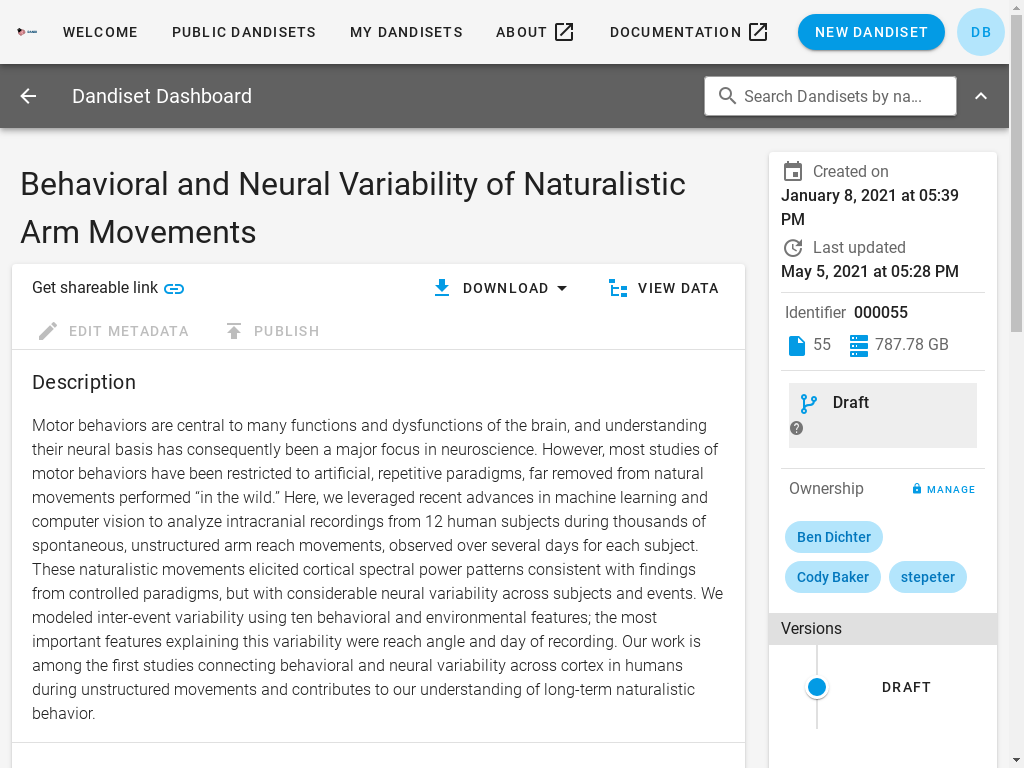 WELCOME
PUBLIC DANDISETS
MY DANDISETS
ABOUT
DOCUMENTATION
NEW DANDISET
DB
Dandiset Dashboard
Search Dandisets by na...
Behavioral and Neural Variability of Naturalistic
Arm Movements
Get shareable link
DOWNLOAD
VIEW DATA
EDIT METADATA
PUBLISH
Description
Motor behaviors are central to many functions and dysfunctions of the brain, and understanding
their neural basis has consequently been a major focus in neuroscience. However, most studies of
motor behaviors have been restricted to artificial, repetitive paradigms, far removed from natural
movements performed “in the wild.” Here, we leveraged recent advances in machine learning and
computer vision to analyze intracranial recordings from 12 human subjects during thousands of
spontaneous, unstructured arm reach movements, observed over several days for each subject.
These naturalistic movements elicited cortical spectral power patterns consistent with findings
from controlled paradigms, but with considerable neural variability across subjects and events. We
modeled inter-event variability using ten behavioral and environmental features; the most
important features explaining this variability were reach angle and day of recording. Our work is
among the first studies connecting behavioral and neural variability across cortex in humans
during unstructured movements and contributes to our understanding of long-term naturalistic
behavior.
Created on
January 8, 2021 at 05:39
PM
Last updated
May 5, 2021 at 05:28 PM
Identifier 000055
55
787.78 GB
Draft
Ownership
MANAGE
Ben Dichter
Cody Baker
stepeter
Versions
DRAFT